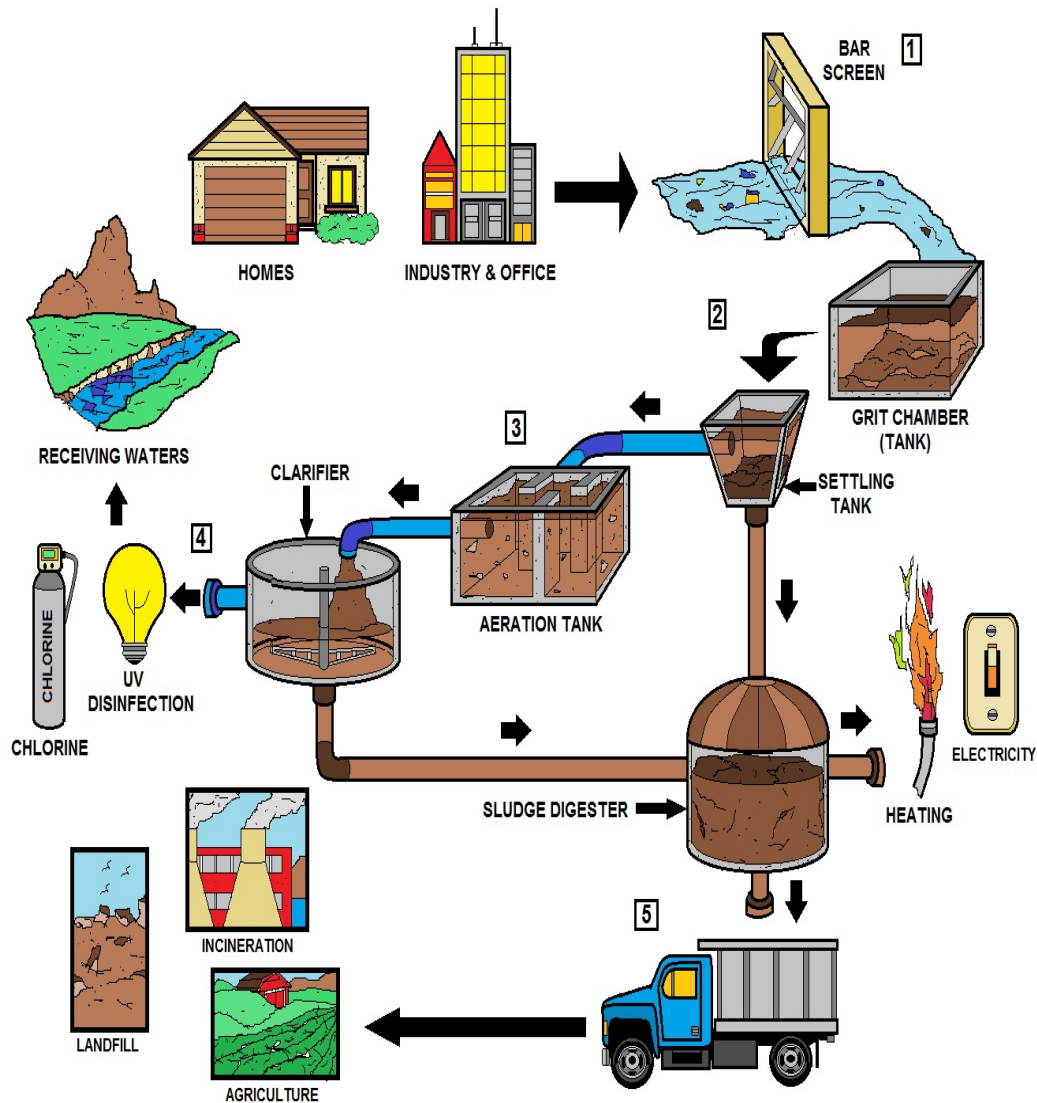 BAR
SCREEN
1
HOMES
INDUSTRY & OFFICE
2
GRIT CHAMBER
(TANK)
3
SETTLING
TANK
RECEIVING WATERS
CLARIFIER
4
AERATION TANK
CHLORINE
UV
DISINFECTION
CHLORINE
ELECTRICITY
HEATING
SLUDGE DIGESTER
5
INCINERATION
LANDFILL
AGRICULTURE